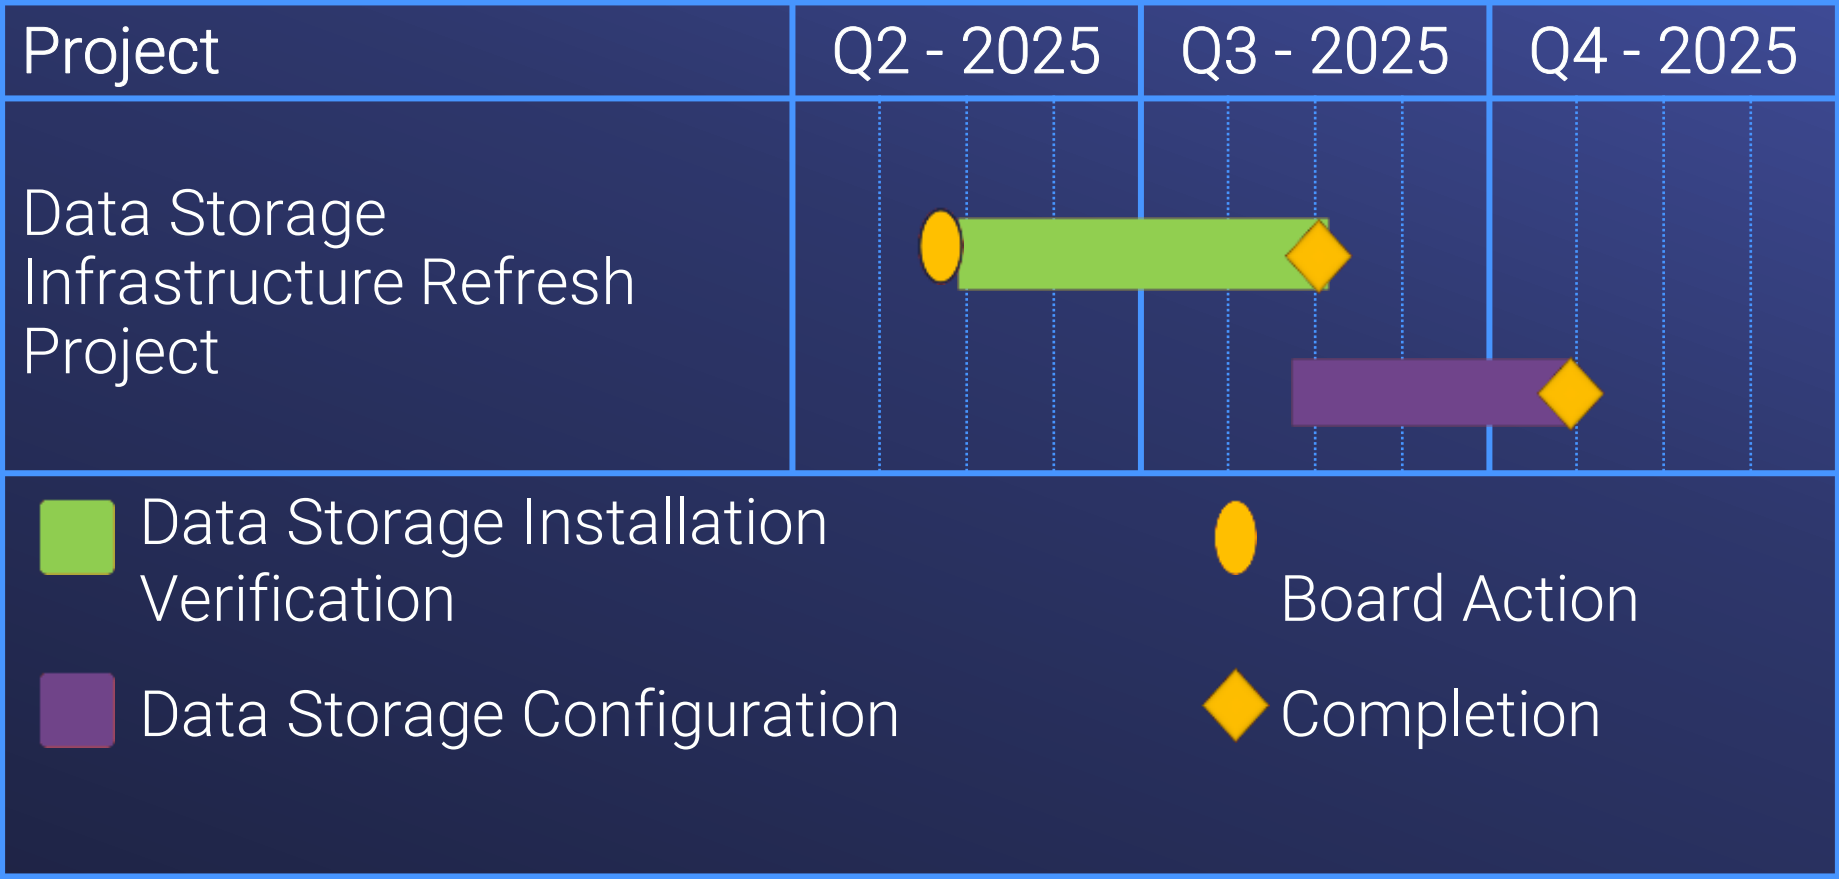 Project
Q2 - 2025
Q3 - 2025
Q4 - 2025
Data Storage
Infrastructure Refresh
Project
Data Storage Installation
Verification
Board Action
Data Storage Configuration
Completion